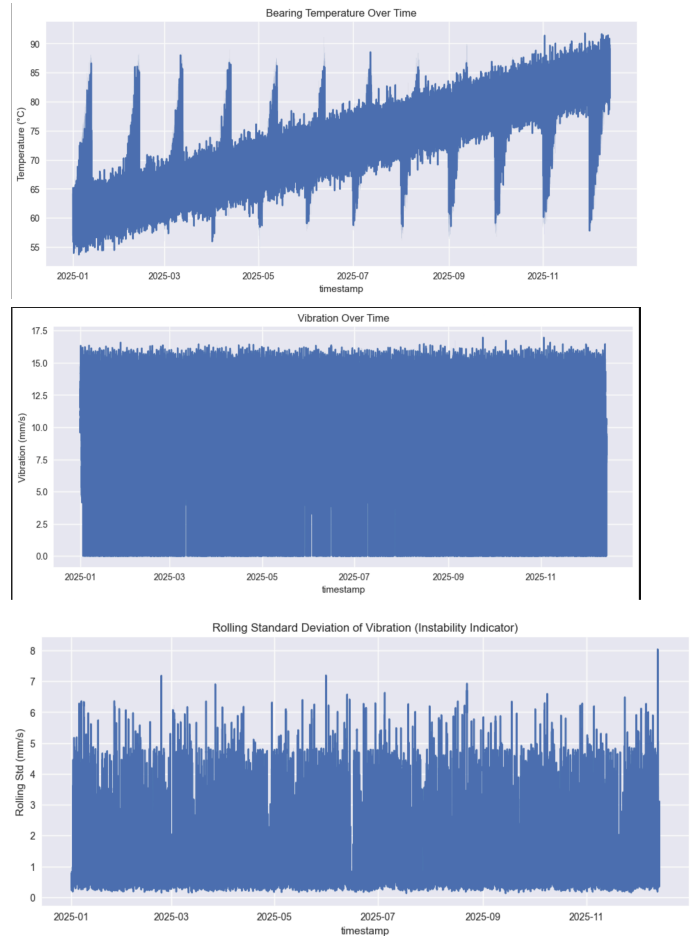 Bearing Temperature Over Time
Temperature (°C)
90
85
80
75
70
65
60
55
2025-01 2025-03 2025-05 2025-07 2025-09 2025-11
timestamp
Vibration Over Time
Vibration (mm/s)
17.5
15.0
12.5
10.0
7.5
5.0
2.5
0.0
2025-01 2025-03 2025-05 2025-07 2025-09 2025-11
timestamp
Rolling Standard Deviation of Vibration (Instability Indicator)
Rolling Std (mm/s)
8
7
6
5
4
3
2
1
0
2025-01 2025-03 2025-05 2025-07 2025-09 2025-11
timestamp